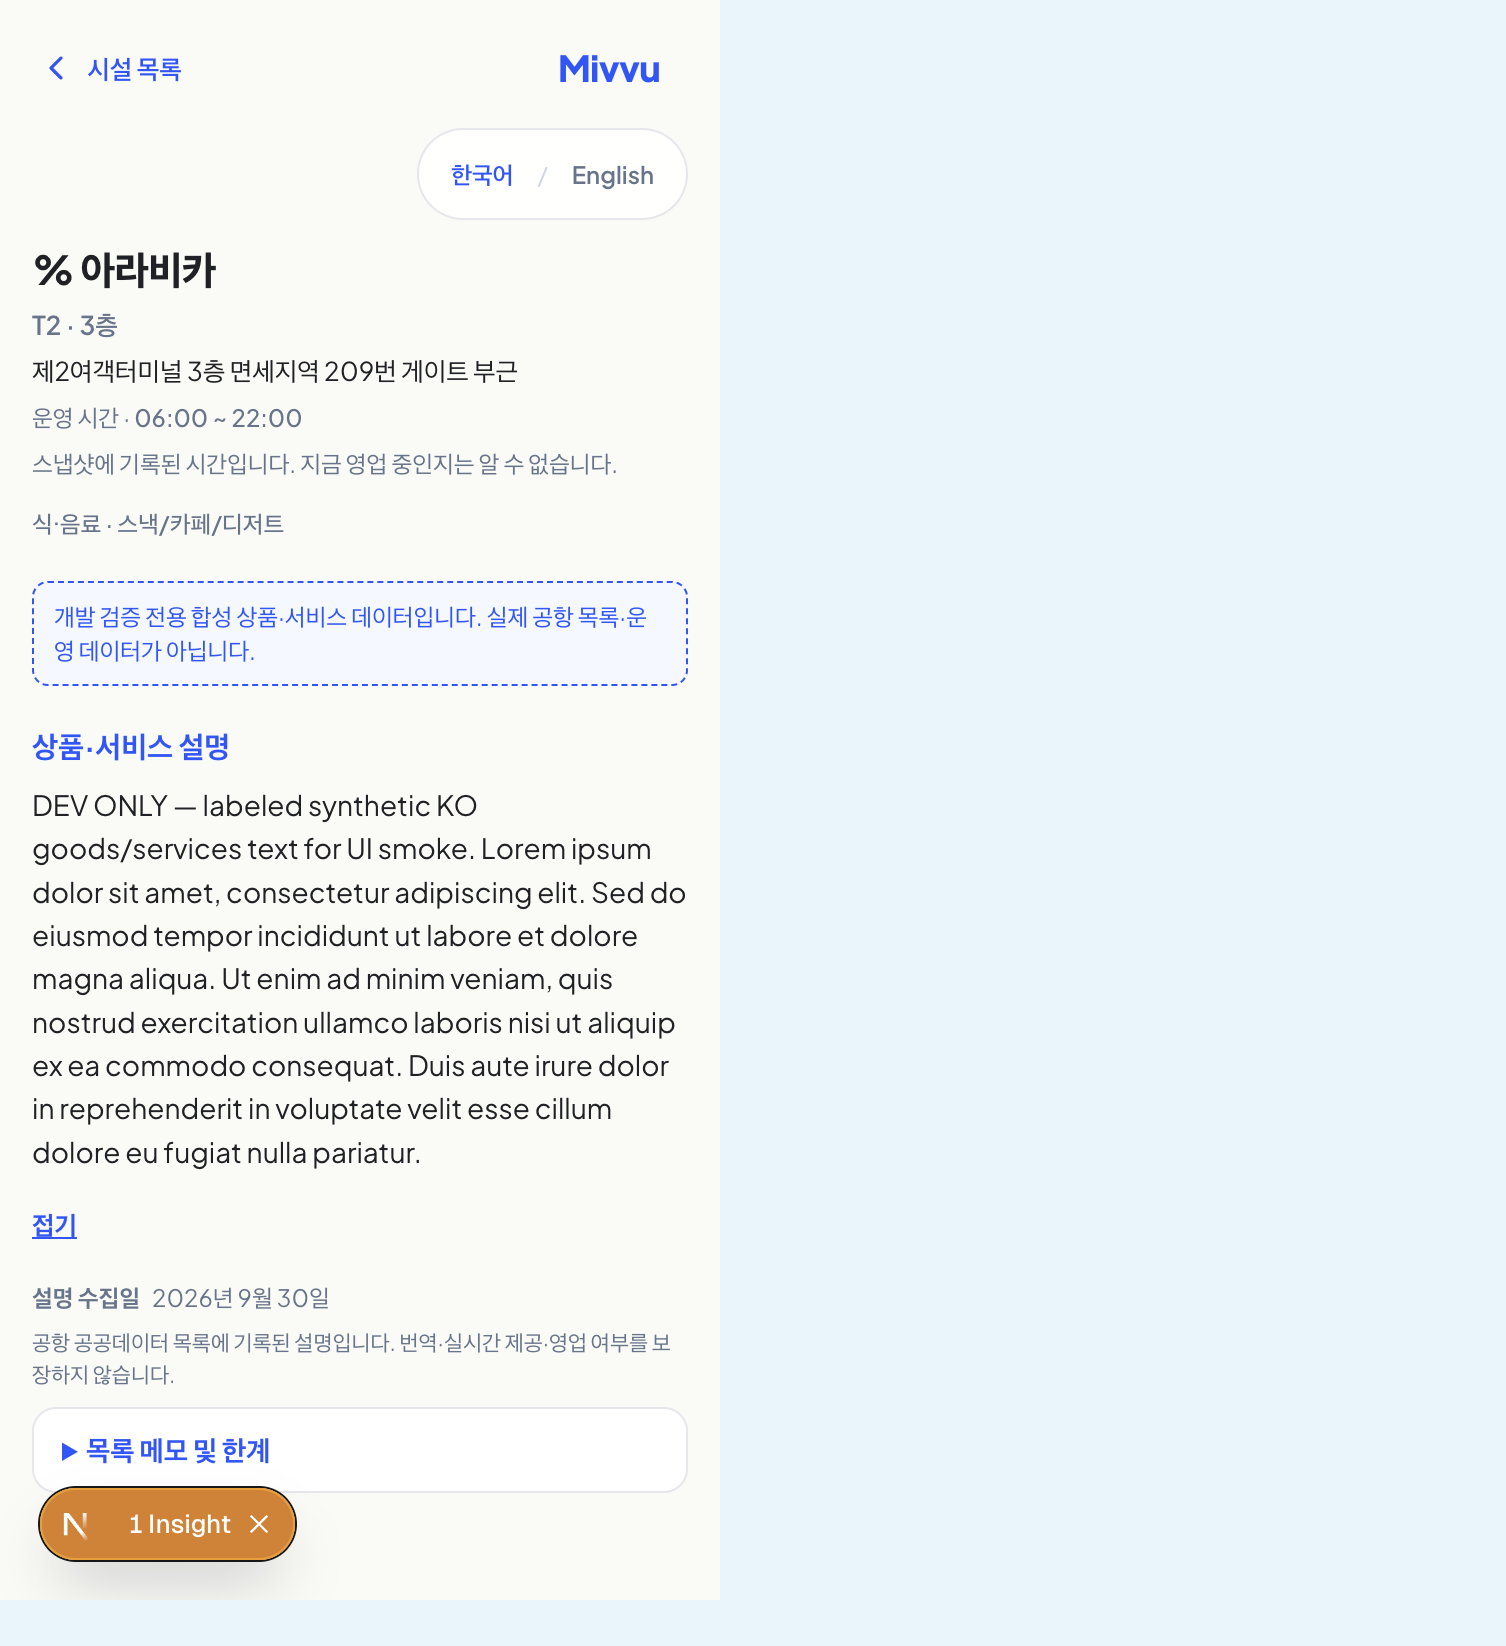 시설 목록
Mivvu
한국어 / English
% 아라비카
T2 · 3층
제2여객터미널 3층 면세지역 209번 게이트 부근
운영 시간 · 06:00 ~ 22:00
스냅샷에 기록된 시간입니다. 지금 영업 중인지는 알 수 없습니다.
식·음료 · 스낵/카페/디저트
개발 검증 전용 합성 상품·서비스 데이터입니다. 실제 공항 목록·운
영 데이터가 아닙니다.
상품·서비스 설명
DEV ONLY — labeled synthetic KO
goods/services text for UI smoke. Lorem ipsum
dolor sit amet, consectetur adipiscing elit. Sed do
eiusmod tempor incididunt ut labore et dolore
magna aliqua. Ut enim ad minim veniam, quis
nostrud exercitation ullamco laboris nisi ut aliquip
ex ea commodo consequat. Duis aute irure dolor
in reprehenderit in voluptate velit esse cillum
dolore eu fugiat nulla pariatur.
접기
설명 수집일 2026년 9월 30일
공항 공공데이터 목록에 기록된 설명입니다. 번역·실시간 제공·영업 여부를 보
장하지 않습니다.
▶ 목록 메모 및 한계
N 1 Insight